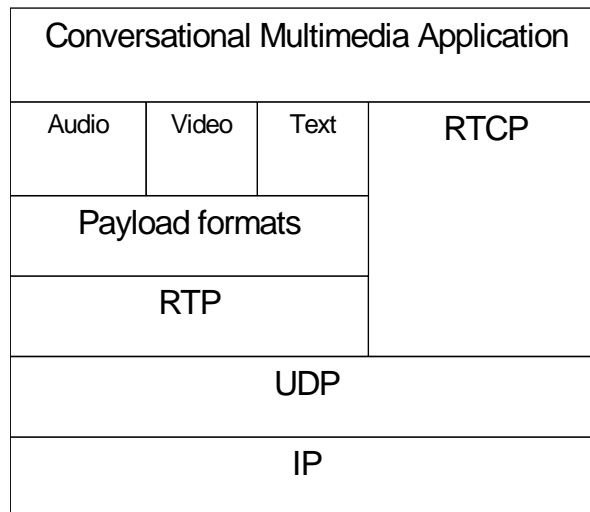 Conversational Multimedia Application
Audio
Video
Text
RTCP
Payload formats
RTP
UDP
IP